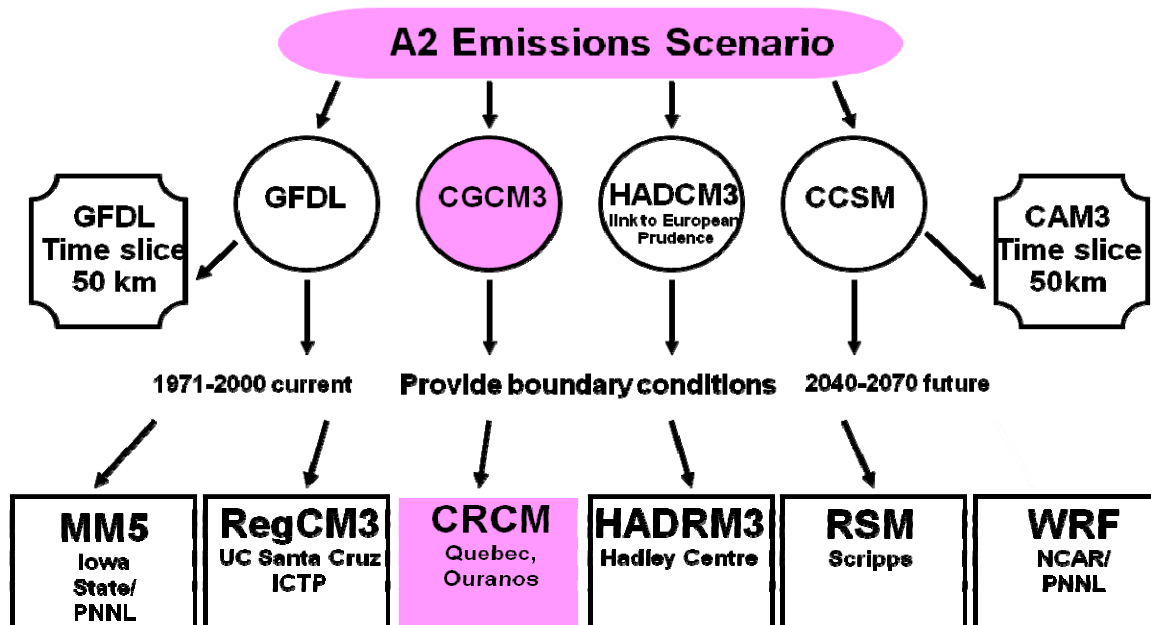 A2 Emissions Scenario
GFDL
CGCM3
HADCM3
link to European
Prudence
CCSM
GFDL
Time slice
50 km
CAM3
Time slice
50km
1971-2000 current
Provide boundary conditions
2040-2070 future
MM5
Iowa
State/
PNNL
RegCM3
UC Santa Cruz
ICTP
CRCM
Quebec,
Ouranos
HADRM3
Hadley Centre
RSM
Scripps
WRF
NCAR/
PNNL